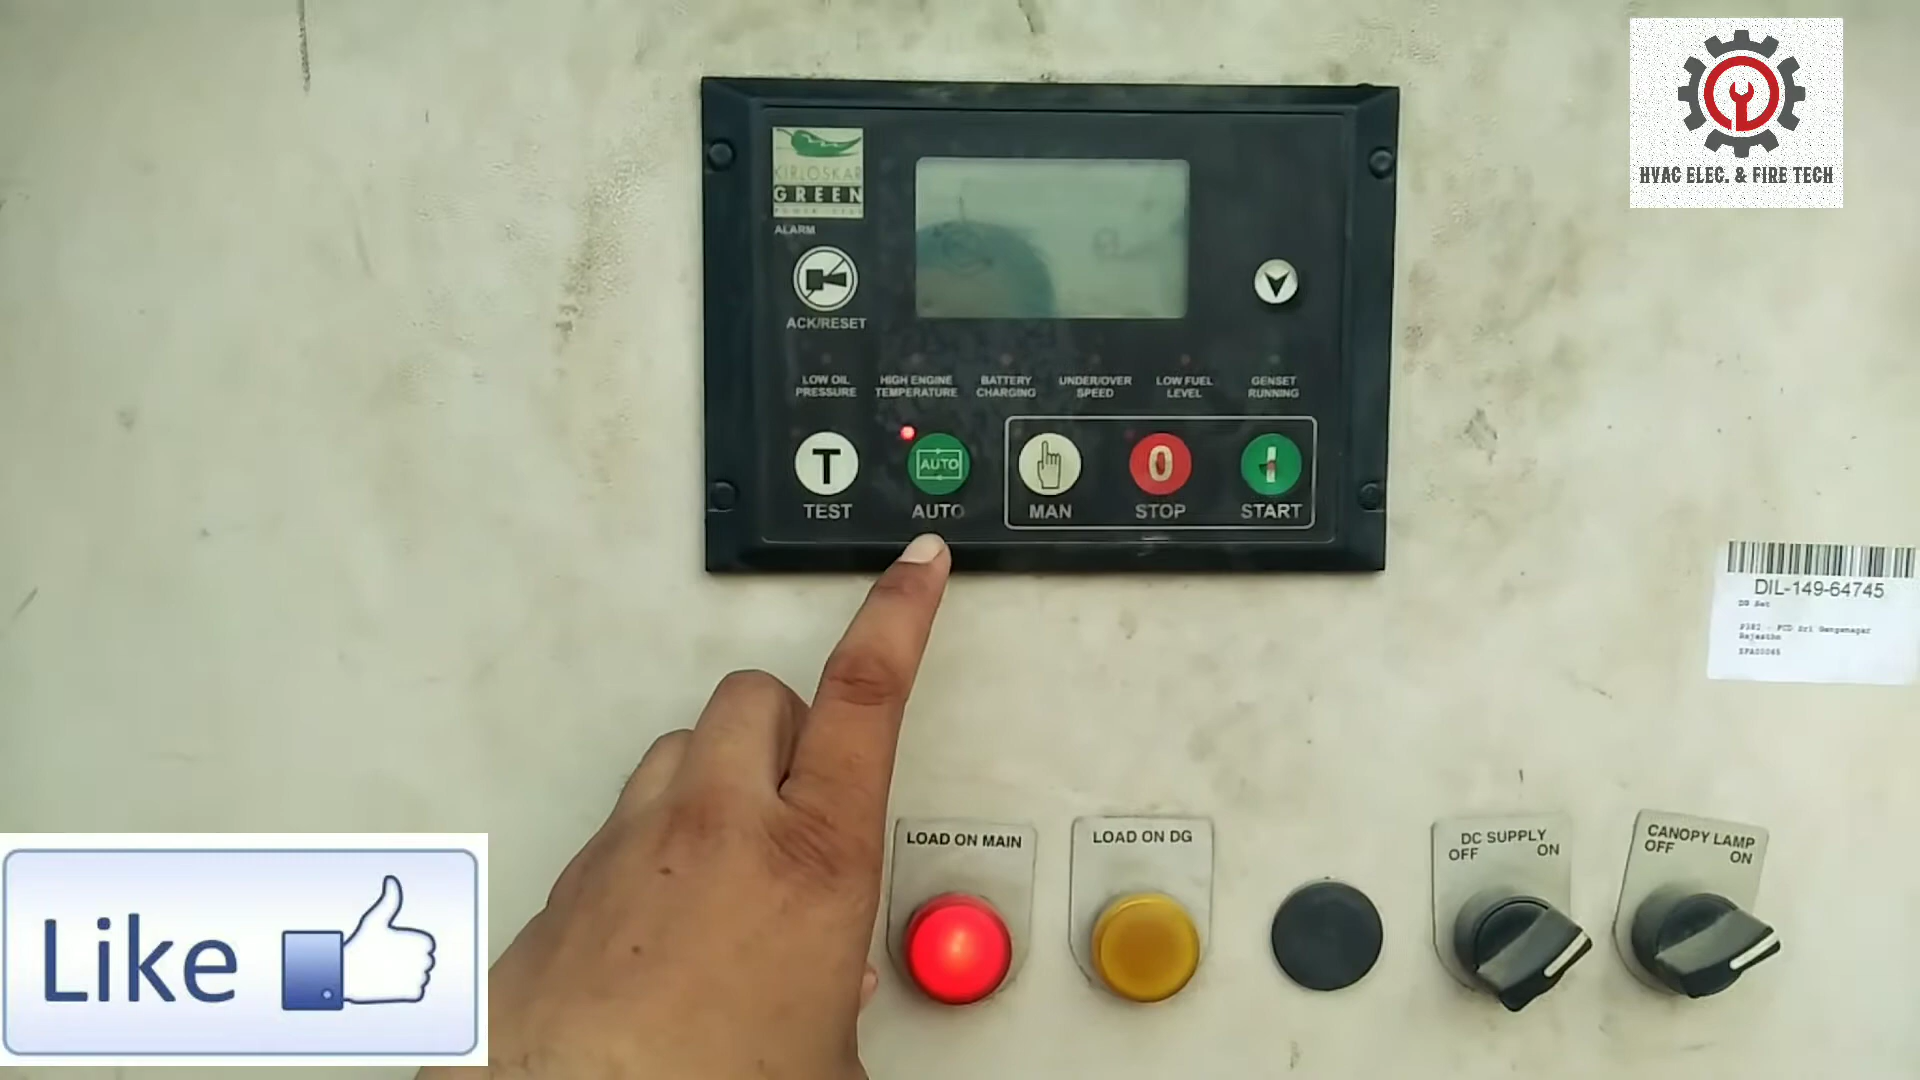 HVAC ELEC. & FIRE TECH
KIRLOSKAR
GREEN
ALARM
ACK/RESET
LOW OIL
PRESSURE
HIGH ENGINE
TEMPERATURE
BATTERY
CHARGING
UNDER/OVER
SPEED
LOW FUEL
LEVEL
GENSET
RUNNING
T
AUTO
0
TEST
AUTO
MAN
STOP
START
DIL-149-64745
DG Set
LOAD ON MAIN
LOAD ON DG
DC SUPPLY
OFF ON
CANOPY LAMP
OFF ON
Like